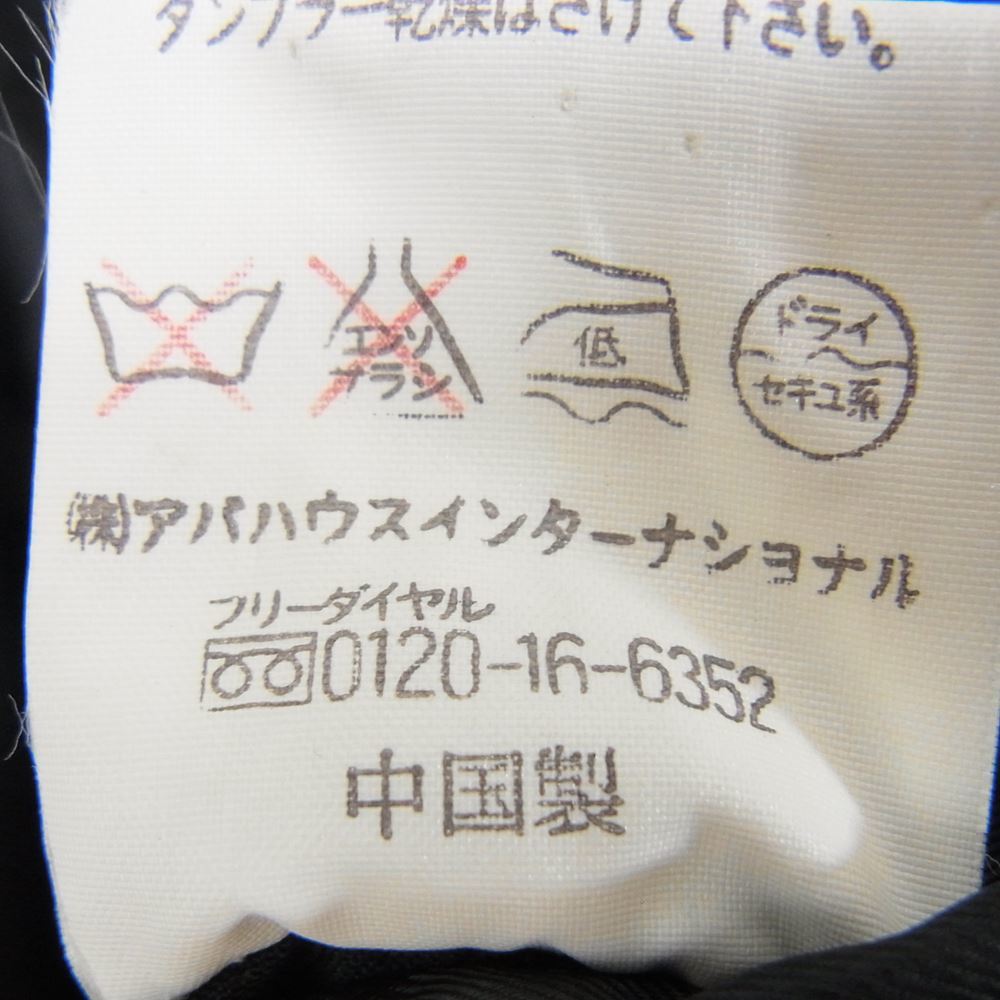 タンブラー乾燥はさけて下さい。
エンソ
サラシ
低
ドライ
セキユ系
(株)アバハウスインターナショナル
フリーダイヤル
0120-16-6352
中国製